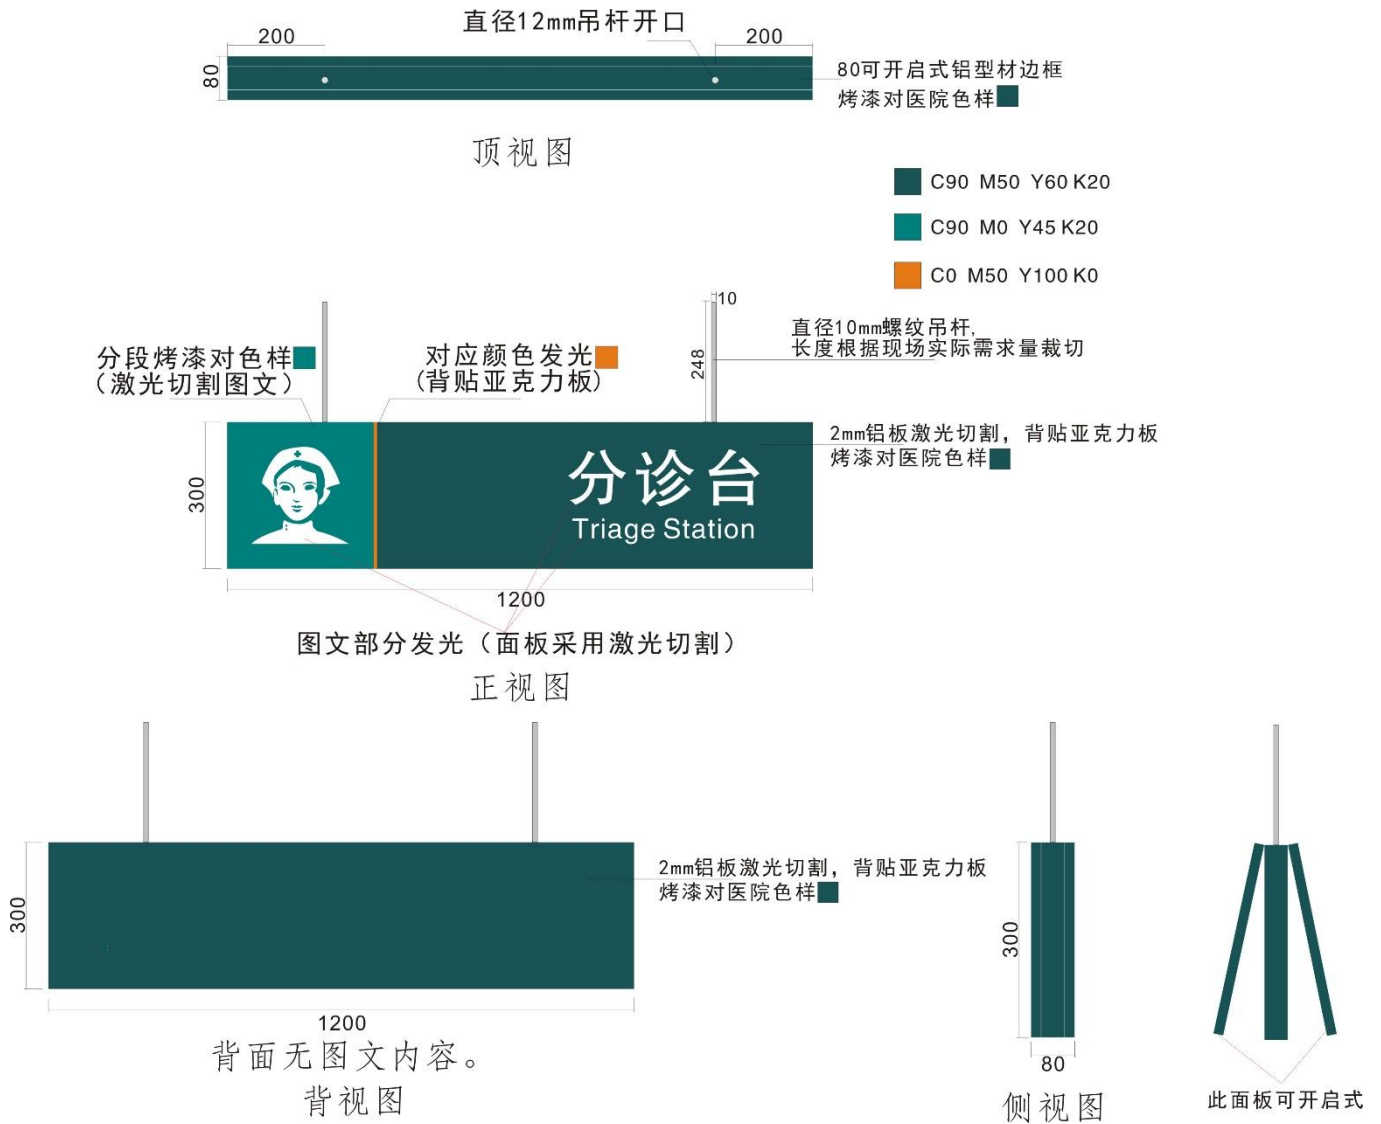 直径12mm吊杆开口
200
200
80
80可开启式铝型材边框
烤漆对医院色样
顶视图
C90 M50 Y60 K20
C90 M0 Y45 K20
C0 M50 Y100 K0
10
248
直径10mm螺纹吊杆,
长度根据现场实际需求量裁切
分段烤漆对色样
（激光切割图文）
对应颜色发光
(背贴亚克力板)
2mm铝板激光切割，背贴亚克力板
烤漆对医院色样
300
分诊台
Triage Station
1200
图文部分发光（面板采用激光切割）
正视图
300
2mm铝板激光切割，背贴亚克力板
烤漆对医院色样
1200
背面无图文内容。
背视图
300
80
侧视图
此面板可开启式